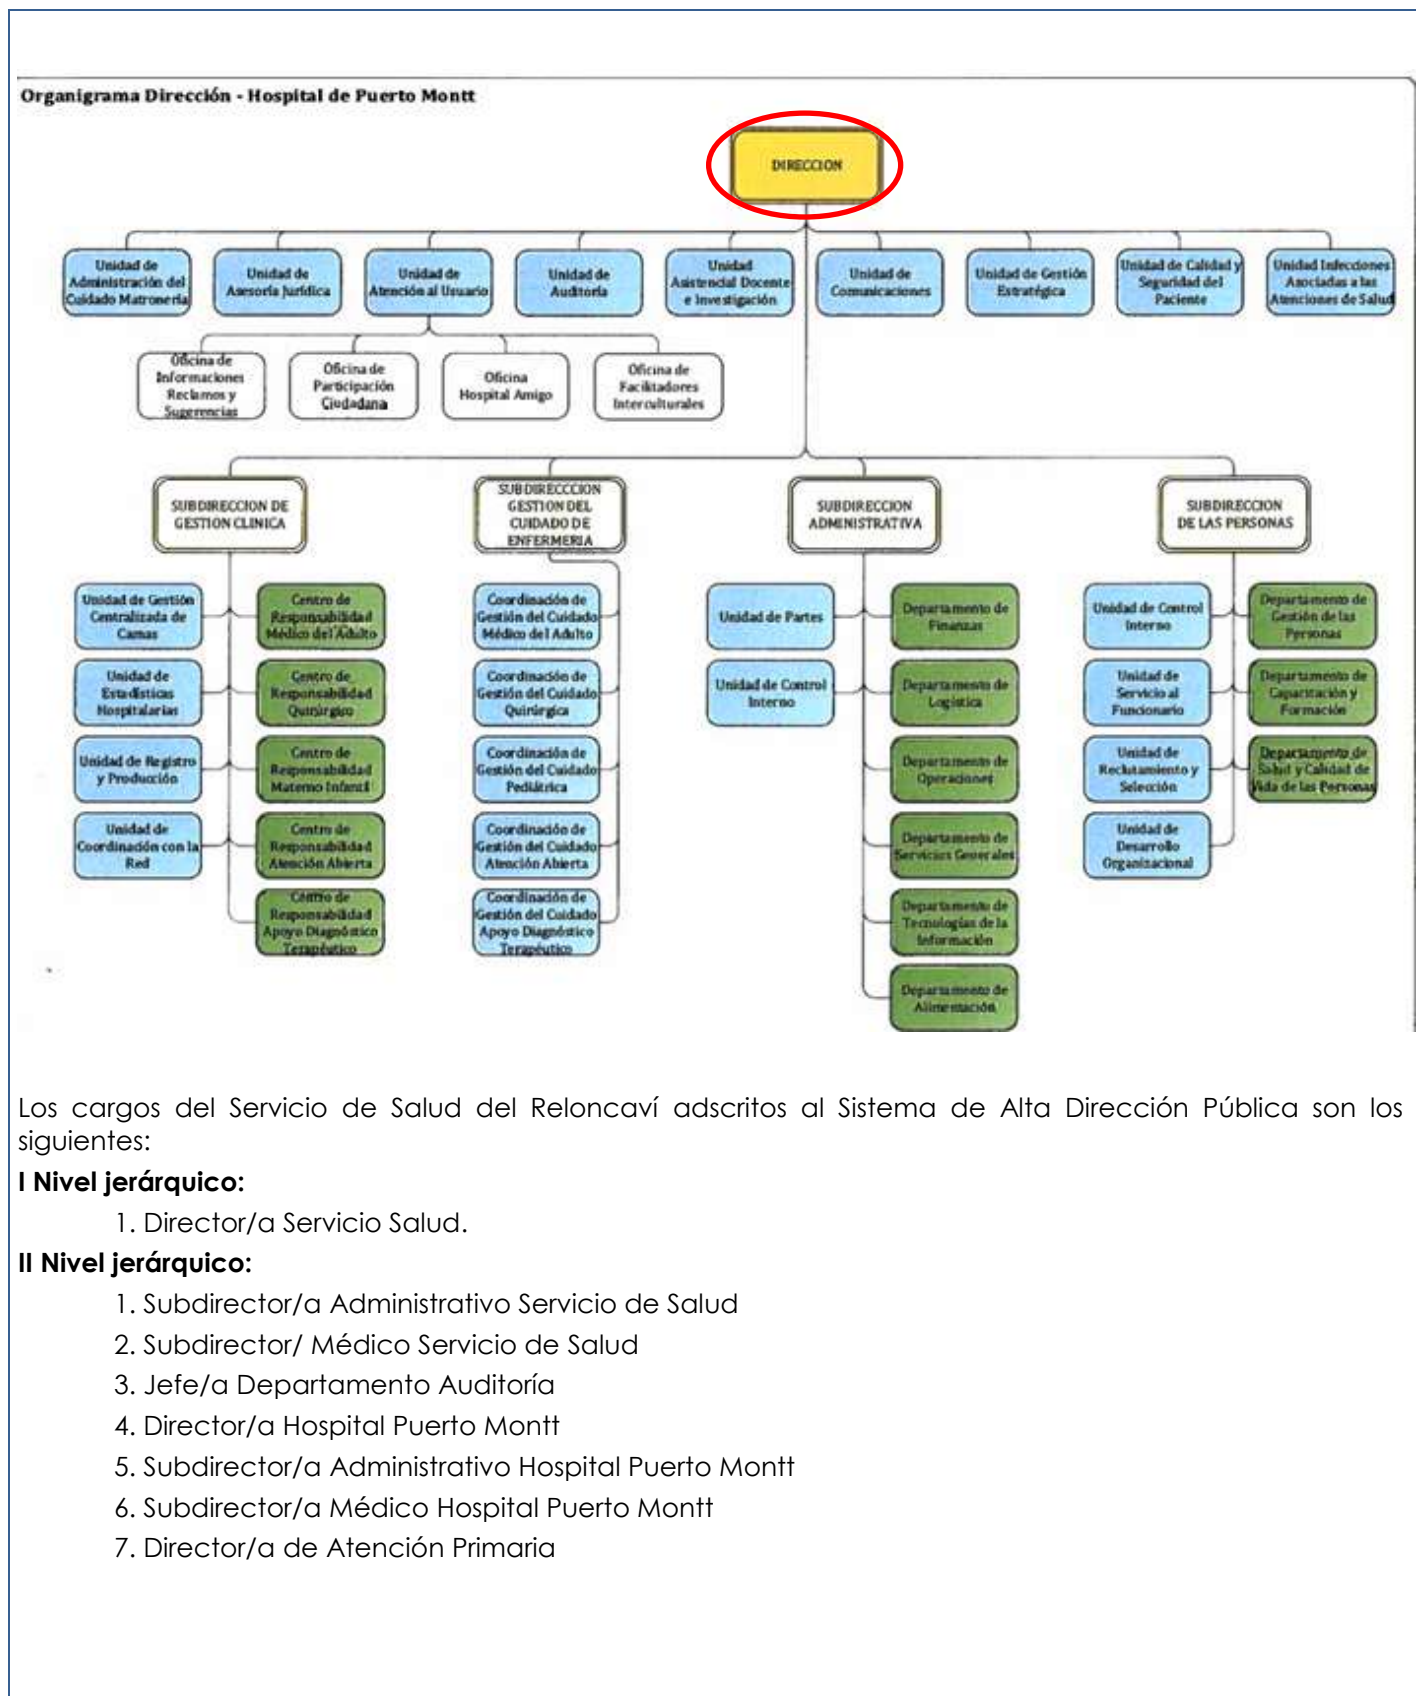 Organigrama Dirección - Hospital de Puerto Montt
DIRECCION
Unidad de
Administración del
Cuidado Matronería
Unidad de
Asesoría Jurídica
Unidad de
Atención al Usuario
Unidad de
Auditoría
Unidad
Asistencial Docente
e Investigación
Unidad de
Comunicaciones
Unidad de Gestión
Estratégica
Unidad de Calidad y
Seguridad del
Paciente
Unidad Infecciones
Asociadas a las
Atenciones de Salud
Oficina de
Informaciones
Reclamos y
Sugerencias
Oficina de
Participación
Ciudadana
Oficina
Hospital Amigo
Oficina de
Facilitadores
Interculturales
SUBDIRECCION DE
GESTION CLINICA
SUBDIRECCCION
GESTION DEL
CUIDADO DE
ENFERMERIA
SUBDIRECCION
ADMINISTRATIVA
SUBDIRECCION
DE LAS PERSONAS
Unidad de Gestión
Centralizada de
Camas
Unidad de
Estadísticas
Hospitalarias
Unidad de Registro
y Producción
Unidad de
Coordinación con la
Red
Centro de
Responsabilidad
Médico del Adulto
Centro de
Responsabilidad
Quirúrgico
Centro de
Responsabilidad
Materno Infantil
Centro de
Responsabilidad
Atención Abierta
Centro de
Responsabilidad
Apoyo Diagnóstico
Terapéutico
Coordinación de
Gestión del Cuidado
Médico del Adulto
Coordinación de
Gestión del Cuidado
Quirúrgica
Coordinación de
Gestión del Cuidado
Pediátrica
Coordinación de
Gestión del Cuidado
Atención Abierta
Coordinación de
Gestión del Cuidado
Apoyo Diagnóstico
Terapéutico
Unidad de Partes
Unidad de Control
Interno
Departamento de
Finanzas
Departamento de
Logística
Departamento de
Operaciones
Departamento de
Servicios Generales
Departamento de
Tecnologías de la
Información
Departamento de
Alimentación
Unidad de Control
Interno
Unidad de
Servicio al
Funcionario
Unidad de
Reclutamiento y
Selección
Unidad de
Desarrollo
Organizacional
Departamento de
Gestión de las
Personas
Departamento de
Capacitación y
Formación
Departamento de
Salud y Calidad de
Vida de las Personas
Los cargos del Servicio de Salud del Reloncaví adscritos al Sistema de Alta Dirección Pública son los
siguientes:
I Nivel jerárquico:
1. Director/a Servicio Salud.
II Nivel jerárquico:
1. Subdirector/a Administrativo Servicio de Salud
2. Subdirector/ Médico Servicio de Salud
3. Jefe/a Departamento Auditoría
4. Director/a Hospital Puerto Montt
5. Subdirector/a Administrativo Hospital Puerto Montt
6. Subdirector/a Médico Hospital Puerto Montt
7. Director/a de Atención Primaria